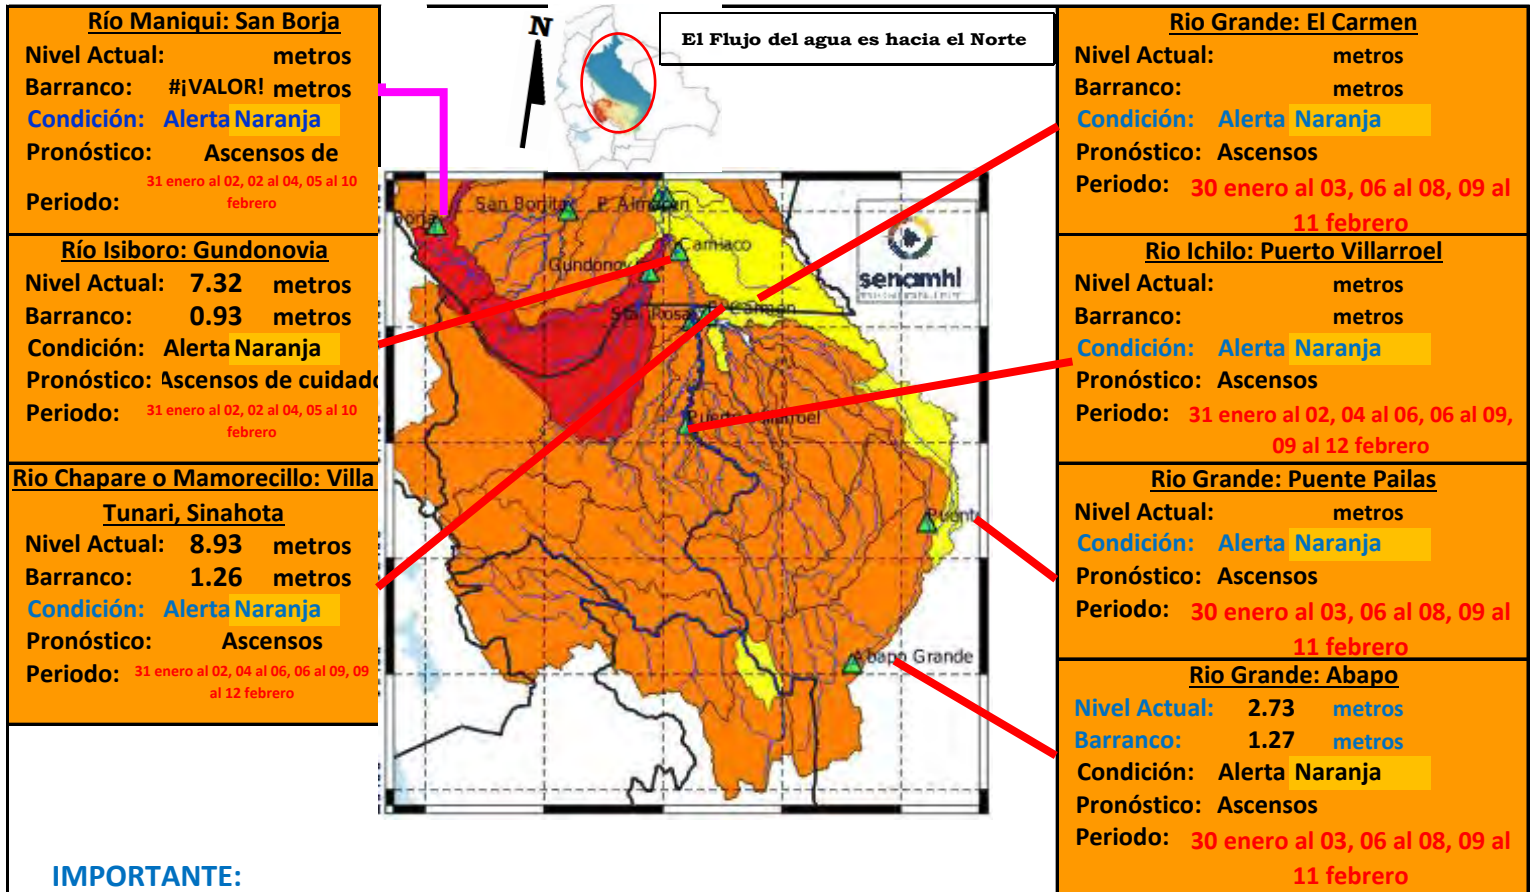 Río Maniqui: San Borja
Nivel Actual: metros
Barranco: #¡VALOR! metros
Condición: Alerta Naranja
Pronóstico: Ascensos de
Periodo: 31 enero al 02, 02 al 04, 05 al 10
febrero
Río Isiboro: Gundonovia
Nivel Actual: 7.32 metros
Barranco: 0.93 metros
Condición: Alerta Naranja
Pronóstico: Ascensos de cuidado
Periodo: 31 enero al 02, 02 al 04, 05 al 10
febrero
Rio Chapare o Mamorecillo: Villa
Tunari, Sinahota
Nivel Actual: 8.93 metros
Barranco: 1.26 metros
Condición: Alerta Naranja
Pronóstico: Ascensos
Periodo: 31 enero al 02, 04 al 06, 06 al 09, 09
al 12 febrero
IMPORTANTE:
N
El Flujo del agua es hacia el Norte
San Borjita
P. Almacen
Borja
Camiaco
Gundonov
senamhi
Sta. Rosa
El Carmen
Puerto Villarroel
Puent
Abapo Grande
Rio Grande: El Carmen
Nivel Actual: metros
Barranco: metros
Condición: Alerta Naranja
Pronóstico: Ascensos
Periodo: 30 enero al 03, 06 al 08, 09 al
11 febrero
Rio Ichilo: Puerto Villarroel
Nivel Actual: metros
Barranco: metros
Condición: Alerta Naranja
Pronóstico: Ascensos
Periodo: 31 enero al 02, 04 al 06, 06 al 09,
09 al 12 febrero
Rio Grande: Puente Pailas
Nivel Actual: metros
Condición: Alerta Naranja
Pronóstico: Ascensos
Periodo: 30 enero al 03, 06 al 08, 09 al
11 febrero
Rio Grande: Abapo
Nivel Actual: 2.73 metros
Barranco: 1.27 metros
Condición: Alerta Naranja
Pronóstico: Ascensos
Periodo: 30 enero al 03, 06 al 08, 09 al
11 febrero